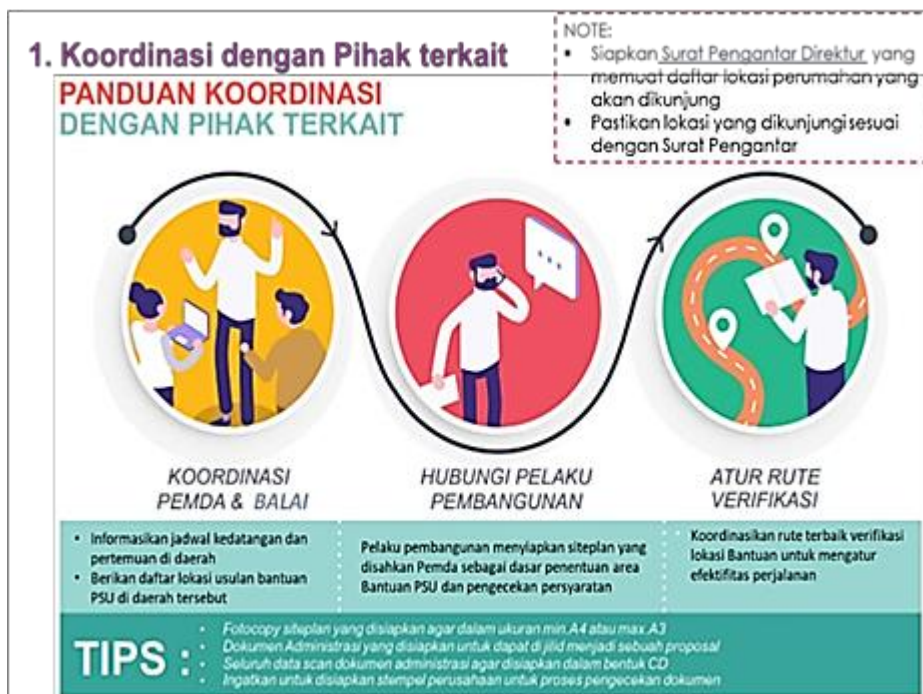 1. Koordinasi dengan Pihak terkait
PANDUAN KOORDINASI
DENGAN PIHAK TERKAIT
NOTE:
• Siapkan Surat Pengantar Direktur yang
memuat daftar lokasi perumahan yang
akan dikunjung
• Pastikan lokasi yang dikunjungi sesuai
dengan Surat Pengantar
KOORDINASI
PEMDA & BALAI
• Informasikan jadwal kedatangan dan
pertemuan di daerah
• Berikan daftar lokasi usulan bantuan
PSU di daerah tersebut
HUBUNGI PELAKU
PEMBANGUNAN
Pelaku pembangunan menyiapkan siteplan yang
disahkan Pemda sebagai dasar penentuan area
Bantuan PSU dan pengecekan persyaratan
ATUR RUTE
VERIFIKASI
Koordinasikan rute terbaik verifikasi
lokasi Bantuan untuk mengatur
efektifitas perjalanan
TIPS :
• Fotocopy siteplan yang disiapkan agar dalam ukuran min.A4 atau max.A3
• Dokumen Administrasi yang disiapkan untuk dapat di jilid menjadi sebuah proposal
• Seluruh data scan dokumen administrasi agar disiapkan dalam bentuk CD
• Ingatkan untuk disiapkan stempel perusahaan untuk proses pengecekan dokumen